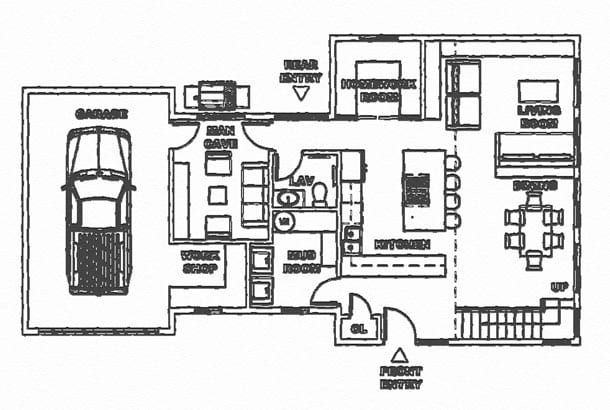 REAR
ENTRY
HOMEWORK
ROOM
LIVING
ROOM
GARAGE
MAN
CAVE
LAV
DINING
KITCHEN
WORK
SHOP
MUD
ROOM
UP
CL
FRONT
ENTRY